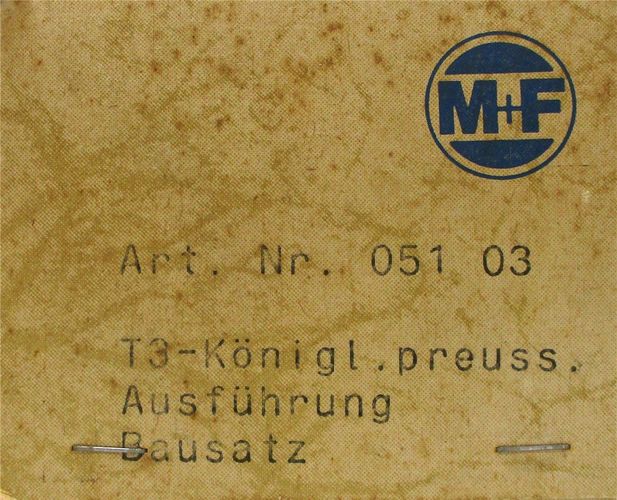 M+F
Art. Nr. 051 03
T3-Königl.preuss.
Ausführung
Bausatz